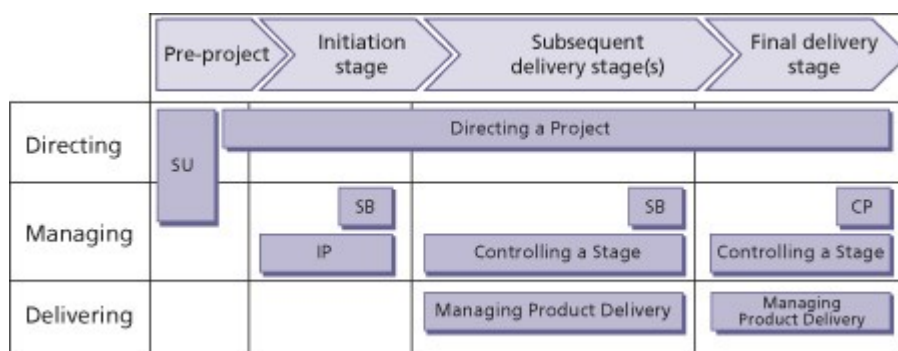 Pre-project
Initiation
stage
Subsequent
delivery stage(s)
Final delivery
stage
Directing
SU
Directing a Project
Managing
SB
SB
CP
IP
Controlling a Stage
Controlling a Stage
Delivering
Managing Product Delivery
Managing
Product Delivery